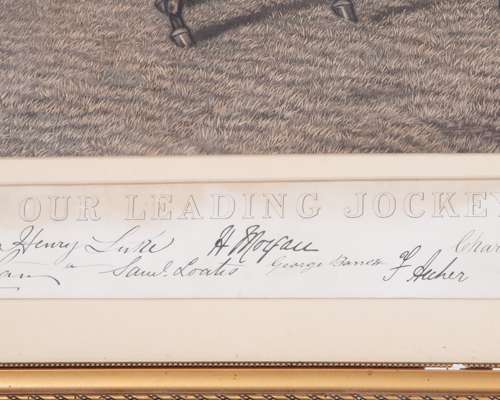 OUR LEADING JOCKEY
Henry Luke H Morgan Char
Saml. Loates George Barrett F Archer